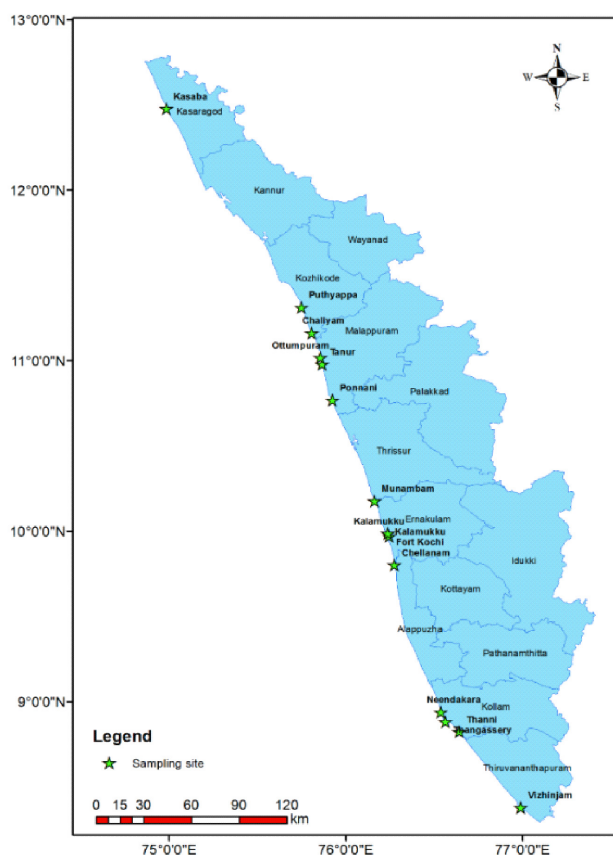 13°0'0"N
N
W E
S
Kasaba
Kasaragod
12°0'0"N
Kannur
Wayanad
Kozhikode
Puthyappa
Chaliyam
Malappuram
Ottumpuram Tanur
11°0'0"N
Ponnani
Palakkad
Thrissur
Munambam
Kalamukku Ernakulam
10°0'0"N
Kalamukku
Fort Kochi
Chellanam
Idukki
Kottayam
Alappuzha
Pathanamthitta
9°0'0"N
Neendakara
Kollam
Thanni
Thangassery
Legend
Sampling site
Thiruvananthapuram
Vizhinjam
0 15 30 60 90 120
km
75°0'0"E 76°0'0"E 77°0'0"E